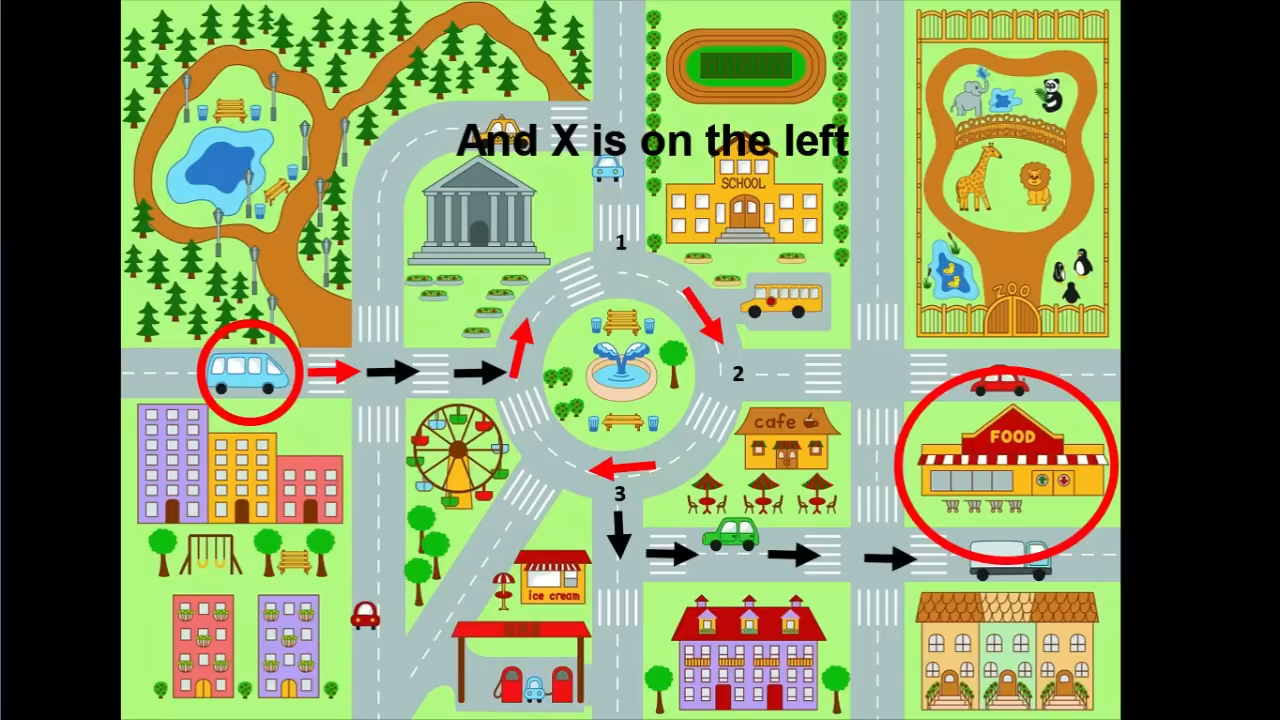 And X is on the left
SCHOOL
1
ZOO
2
cafe
FOOD
3
ice cream